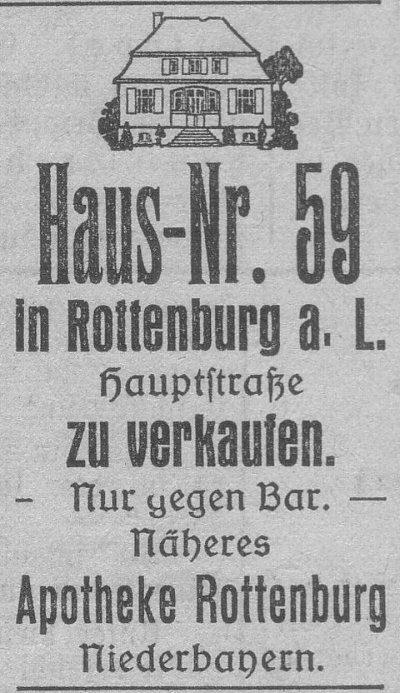 Haus-Nr. 59
in Rottenburg a. L.
Hauptſtraße
zu verkaufen.
- Nur gegen Bar. —
Näheres
Apotheke Rottenburg
Niederbayern.